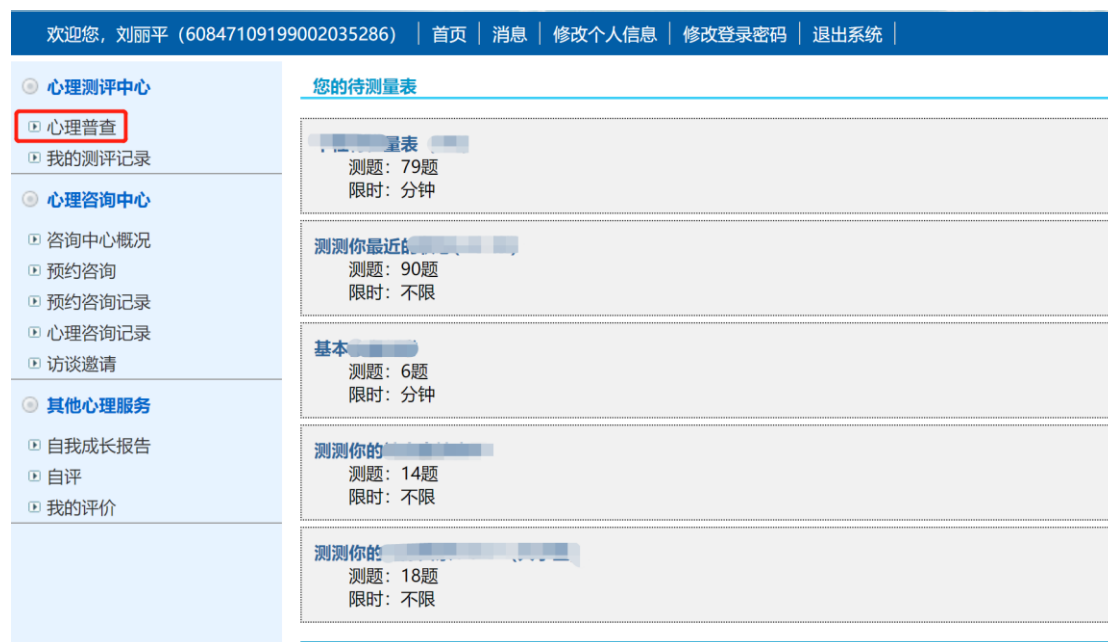 欢迎您，刘丽平（60847109199002035286） 首页 消息 修改个人信息 修改登录密码 退出系统
心理测评中心
心理普查
我的测评记录
心理咨询中心
咨询中心概况
预约咨询
预约咨询记录
心理咨询记录
访谈邀请
其他心理服务
自我成长报告
自评
我的评价
您的待测量表
量表
测题：79题
限时：分钟
测测你最近的
测题：90题
限时：不限
基本
测题：6题
限时：分钟
测测你的
测题：14题
限时：不限
测测你的
测题：18题
限时：不限